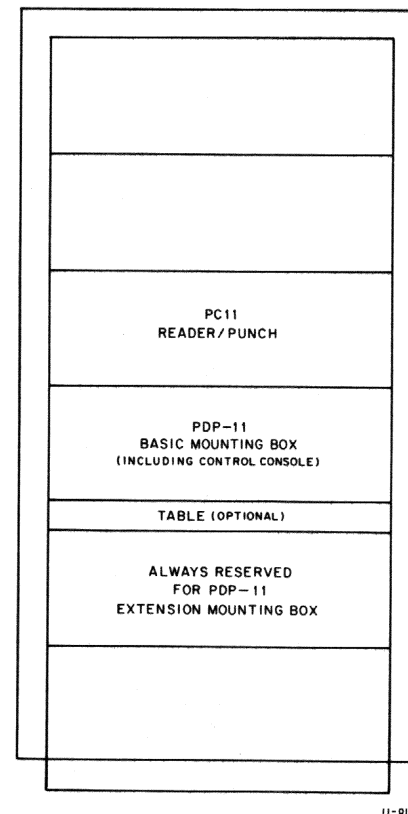 PC11
READER/PUNCH
PDP-11
BASIC MOUNTING BOX
(INCLUDING CONTROL CONSOLE)
TABLE (OPTIONAL)
ALWAYS RESERVED
FOR PDP-11
EXTENSION MOUNTING BOX